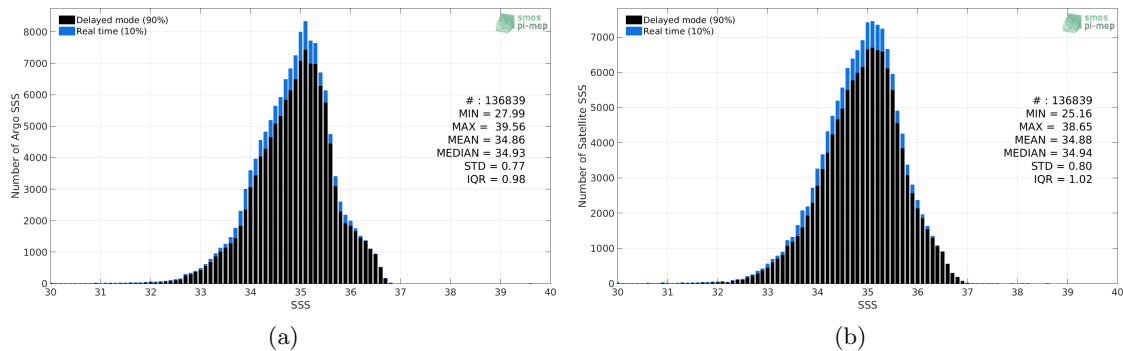 Delayed mode (90%)
Real time (10%)
smos
pi-mep
8000
7000
6000
5000
4000
3000
2000
1000
0
Number of Argo SSS
# : 136839
MIN = 27.99
MAX = 39.56
MEAN = 34.86
MEDIAN = 34.93
STD = 0.77
IQR = 0.98
30 31 32 33 34 35 36 37 38 39 40
SSS
(a)
Delayed mode (90%)
Real time (10%)
smos
pi-mep
7000
6000
5000
4000
3000
2000
1000
0
Number of Satellite SSS
# : 136839
MIN = 25.16
MAX = 38.65
MEAN = 34.88
MEDIAN = 34.94
STD = 0.80
IQR = 1.02
30 31 32 33 34 35 36 37 38 39 40
SSS
(b)